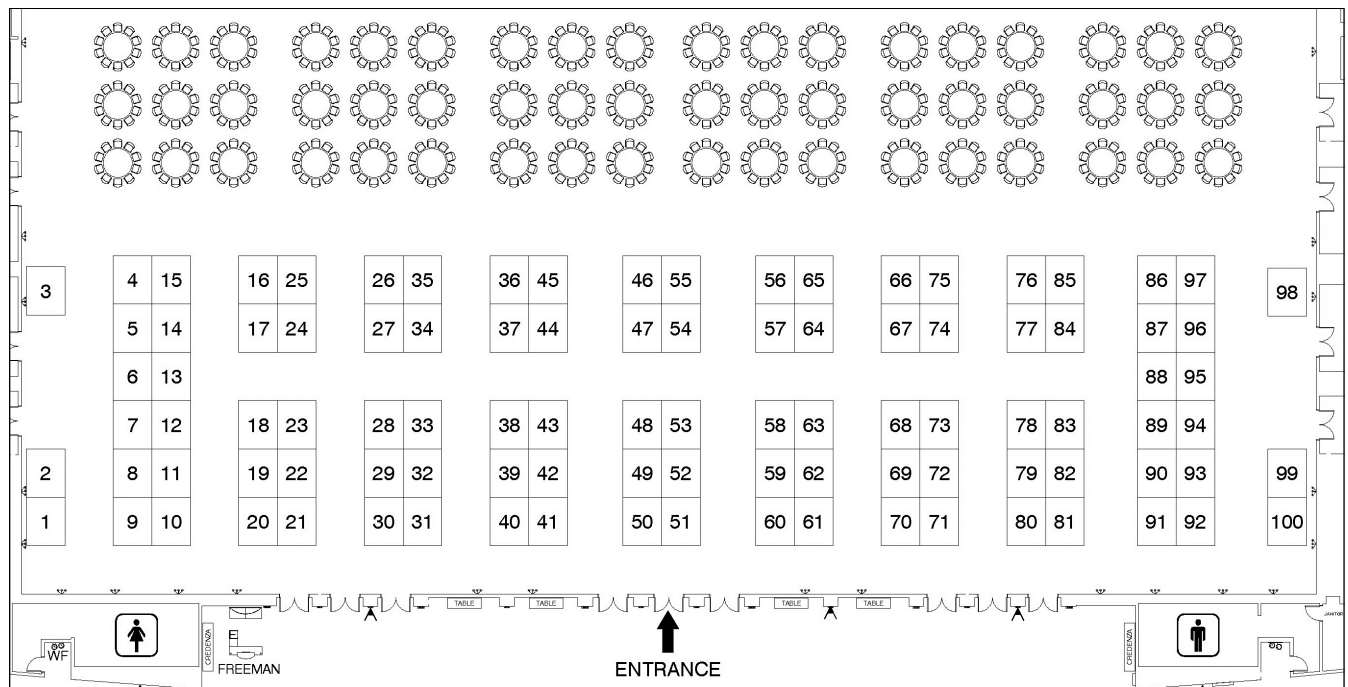 4 15 16 25 26 35 36 45 46 55 56 65 66 75 76 85 86 97
3 98
5 14 17 24 27 34 37 44 47 54 57 64 67 74 77 84 87 96
6 13 88 95
7 12 18 23 28 33 38 43 48 53 58 63 68 73 78 83 89 94
2 8 11 19 22 29 32 39 42 49 52 59 62 69 72 79 82 90 93 99
1 9 10 20 21 30 31 40 41 50 51 60 61 70 71 80 81 91 92 100
TABLE TABLE TABLE TABLE
JANITOR
WF
CREDENZA
FREEMAN
ENTRANCE
CREDENZA